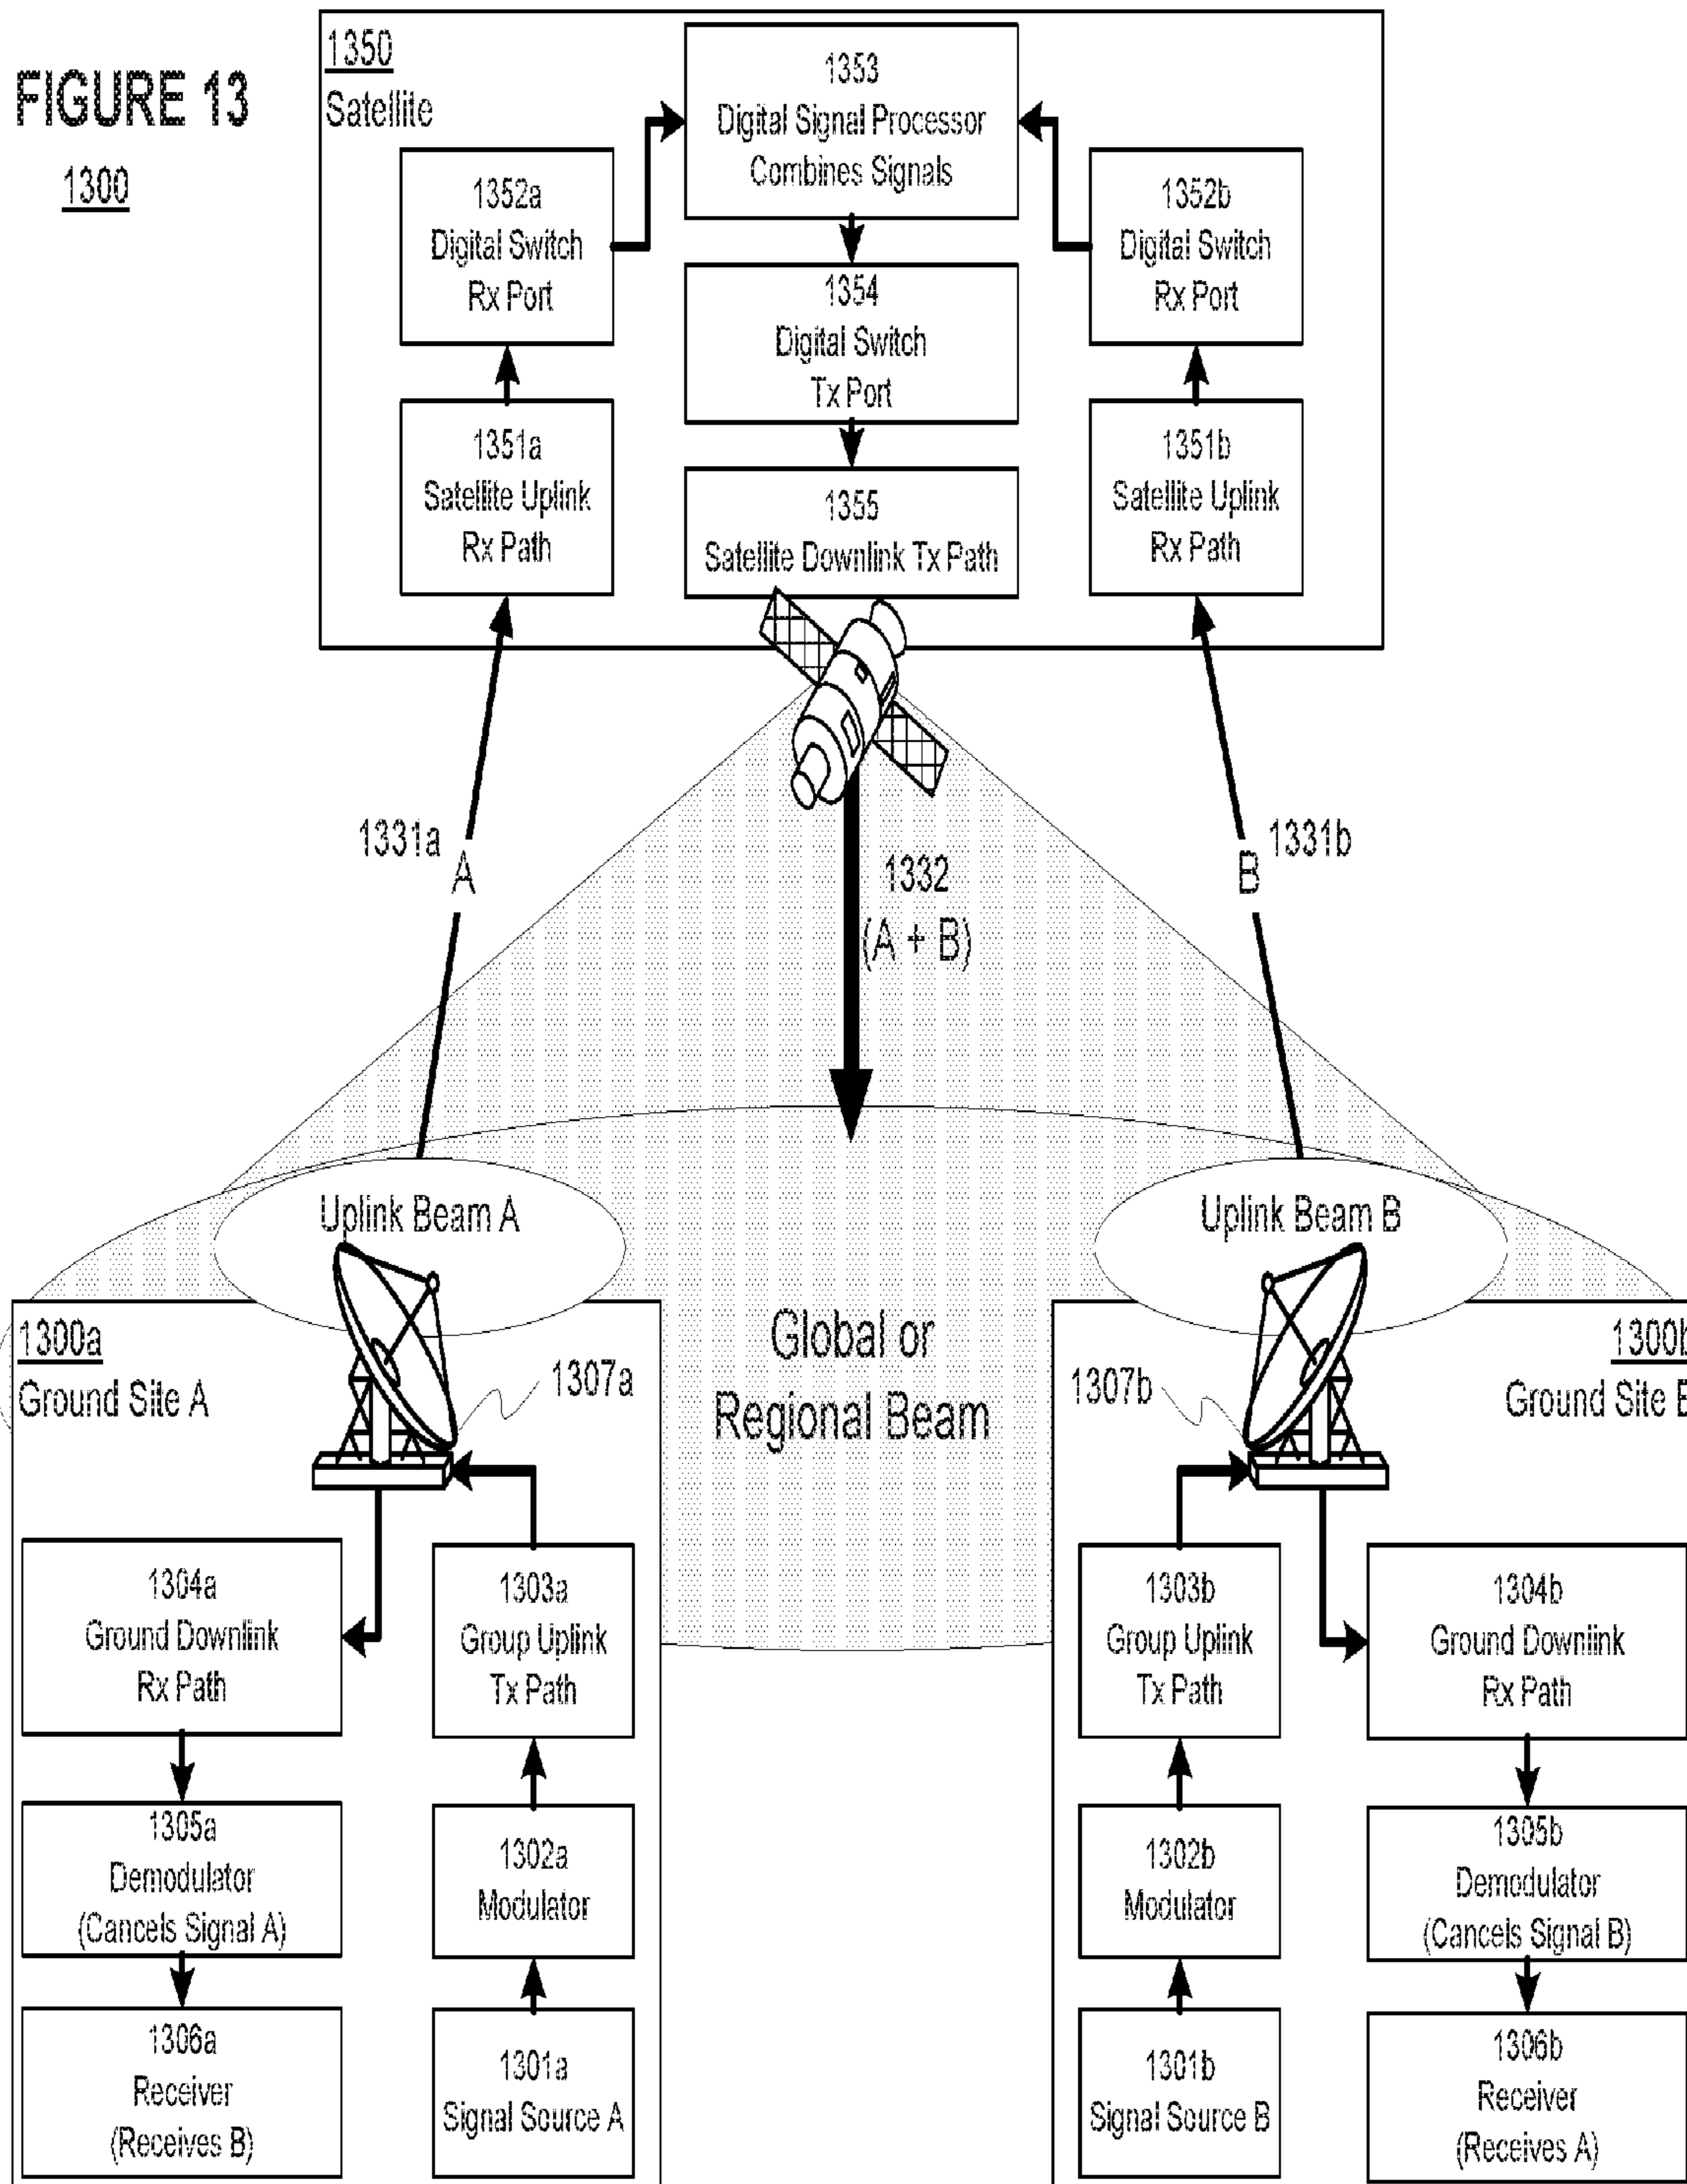 FIGURE 13
1300
1350
Satellite
1353
Digital Signal Processor
Combines Signals
1352a
Digital Switch
Rx Port
1354
Digital Switch
Tx Port
1352b
Digital Switch
Rx Port
1351a
Satellite Uplink
Rx Path
1355
Satellite Downlink Tx Path
1351b
Satellite Uplink
Rx Path
1331a
A
1332
(A + B)
B
1331b
Uplink Beam A
Uplink Beam B
Global or
Regional Beam
1300a
Ground Site A
1307a
1304a
Ground Downlink
Rx Path
1303a
Group Uplink
Tx Path
1305a
Demodulator
(Cancels Signal A)
1302a
Modulator
1306a
Receiver
(Receives B)
1301a
Signal Source A
1300b
Ground Site B
1307b
1303b
Group Uplink
Tx Path
1304b
Ground Downlink
Rx Path
1302b
Modulator
1305b
Demodulator
(Cancels Signal B)
1301b
Signal Source B
1306b
Receiver
(Receives A)